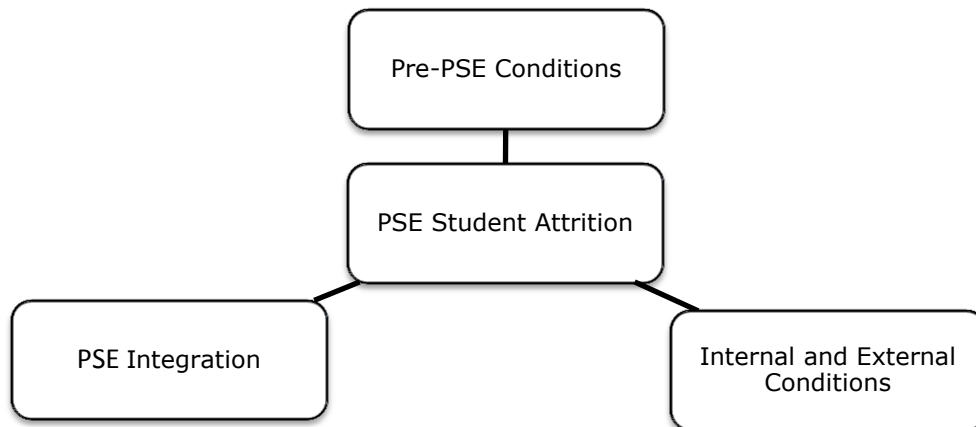 Pre-PSE Conditions
PSE Student Attrition
PSE Integration
Internal and External
Conditions